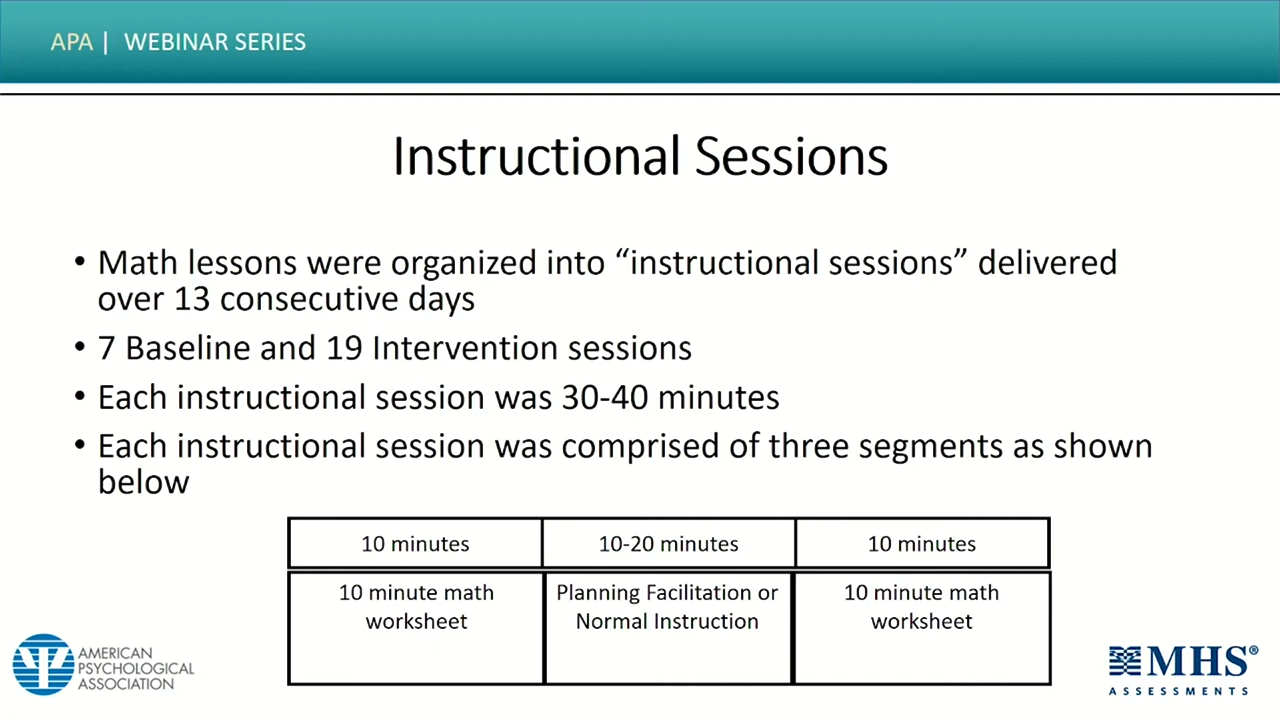 APA | WEBINAR SERIES
Instructional Sessions
• Math lessons were organized into “instructional sessions” delivered
over 13 consecutive days
• 7 Baseline and 19 Intervention sessions
• Each instructional session was 30-40 minutes
• Each instructional session was comprised of three segments as shown
below
10 minutes
10-20 minutes
10 minutes
10 minute math
worksheet
Planning Facilitation or
Normal Instruction
10 minute math
worksheet
AMERICAN
PSYCHOLOGICAL
ASSOCIATION
MHS®
ASSESSMENTS